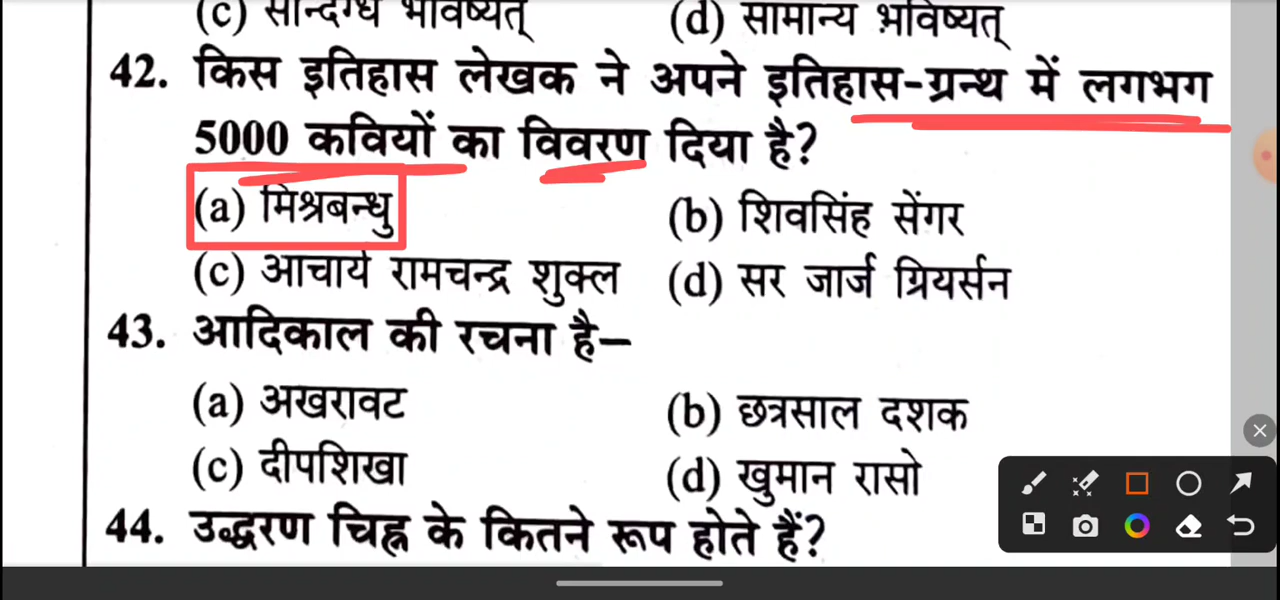 (c) सन्दिग्ध भविष्यत् (d) सामान्य भविष्यत्
42. किस इतिहास लेखक ने अपने इतिहास-ग्रन्थ में लगभग
5000 कवियों का विवरण दिया है?
(a) मिश्रबन्धु (b) शिवसिंह सेंगर
(c) आचार्य रामचन्द्र शुक्ल (d) सर जार्ज ग्रियर्सन
43. आदिकाल की रचना है–
(a) अखरावट (b) छत्रसाल दशक
(c) दीपशिखा (d) खुमान रासो
44. उद्धरण चिह्न के कितने रूप होते हैं?